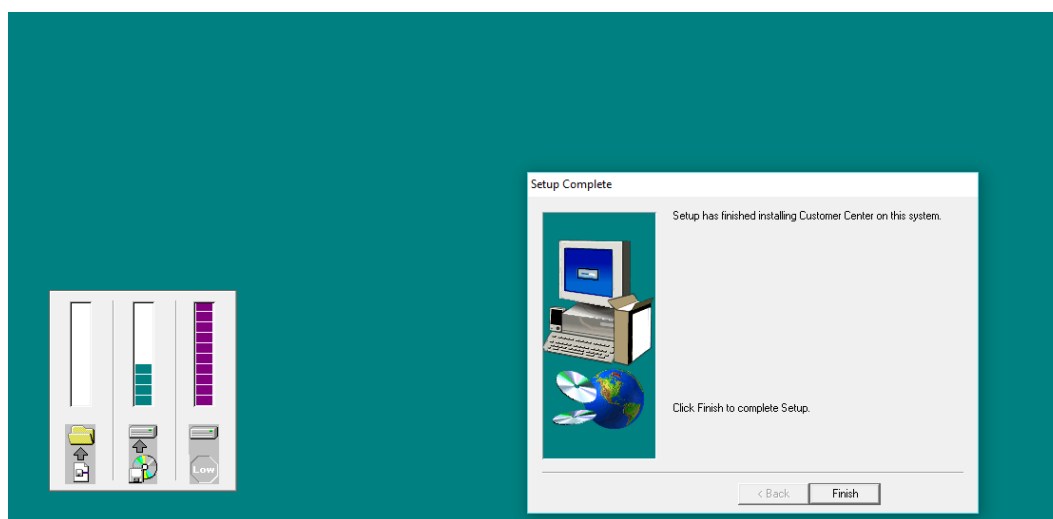 Setup Complete
Setup has finished installing Customer Center on this system.
Click Finish to complete Setup.
Low
< Back
Finish